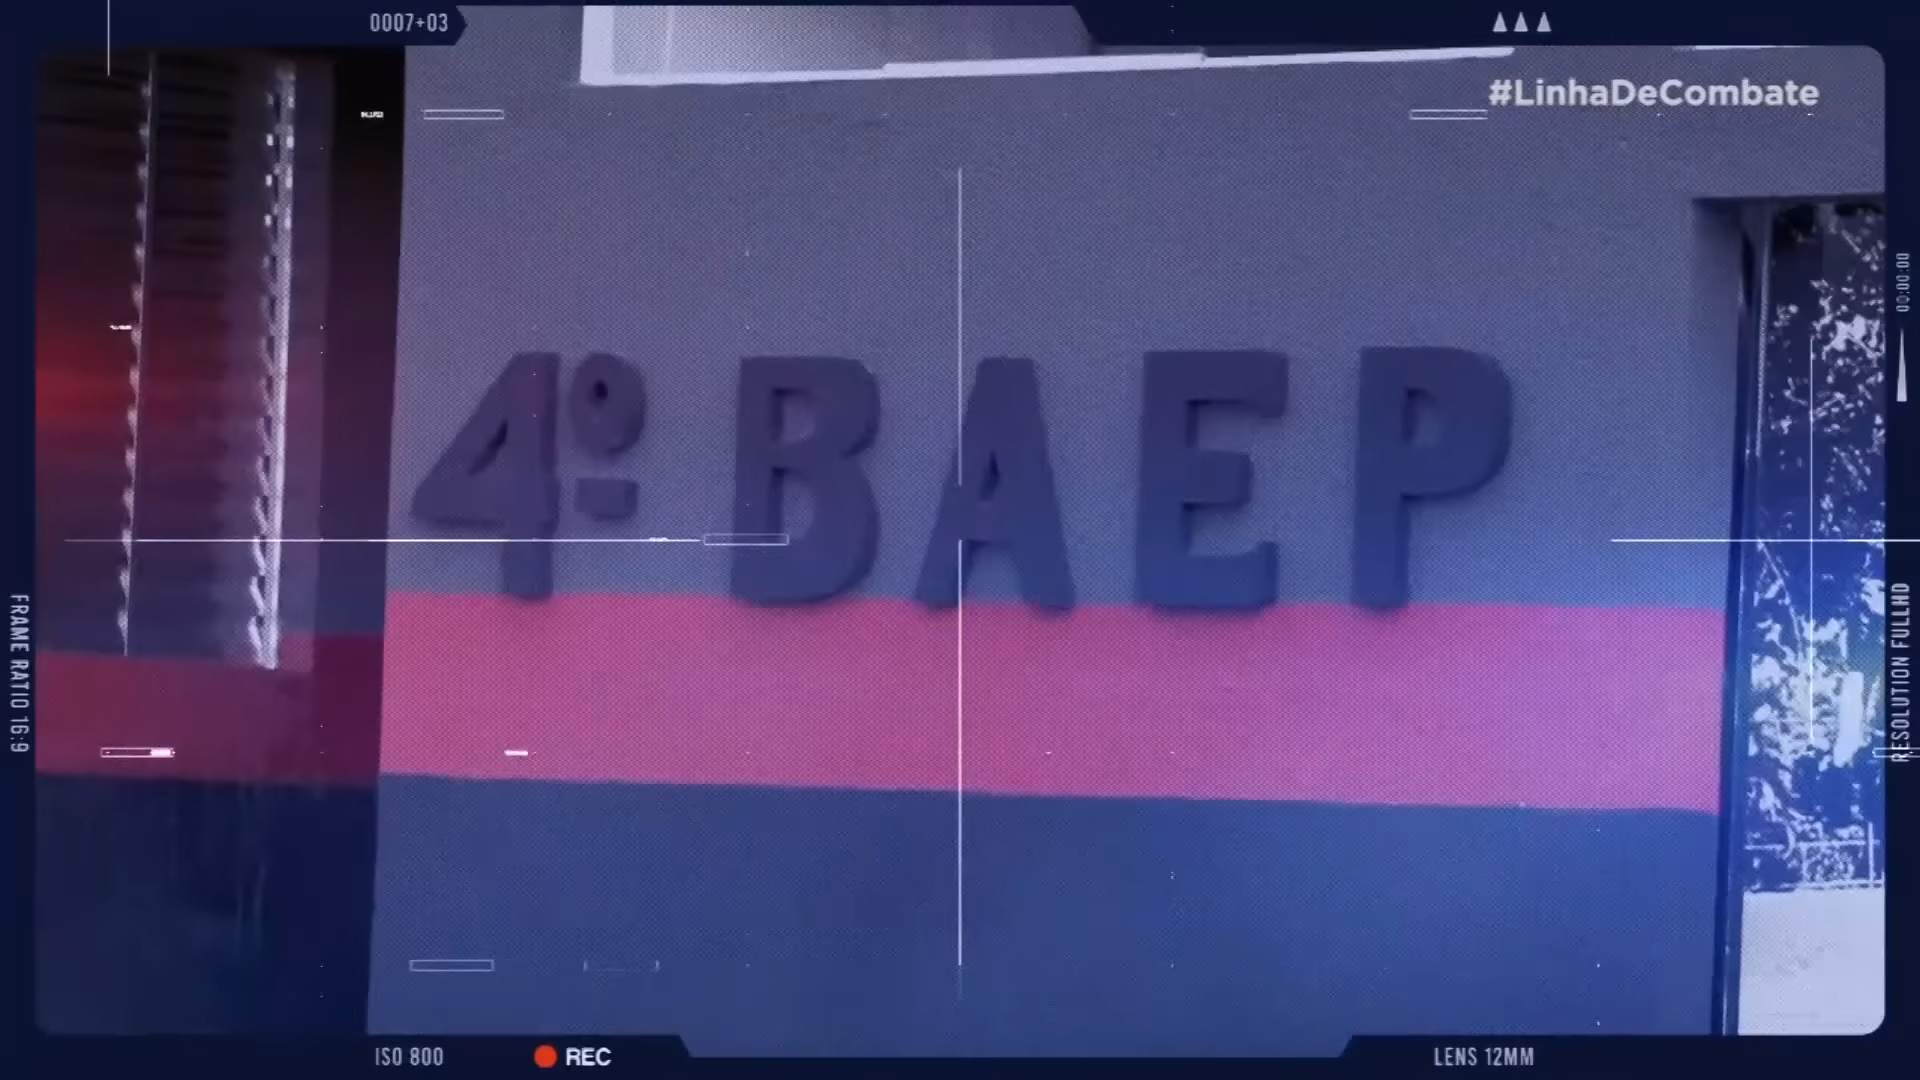 0007+03
#LinhaDeCombate
00:00:00
4º BAEP
FRAME RATIO 16:9
RESOLUTION FULLHD
ISO 800
REC
LENS 12MM